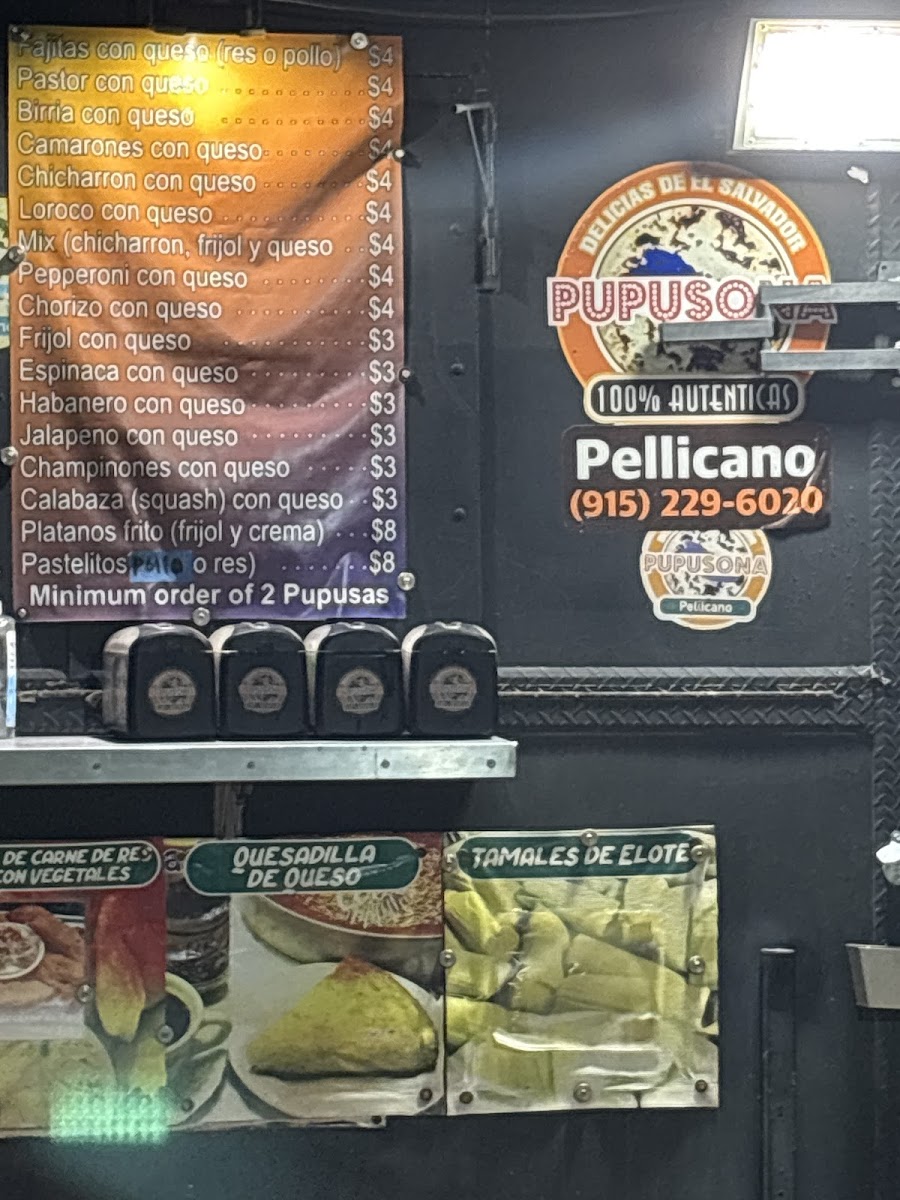 Fajitas con queso (res o pollo) $4
Pastor con queso ........... $4
Birria con queso ........... $4
Camarones con queso ........... $4
Chicharron con queso ........... $4
Loroco con queso ........... $4
Mix (chicharron, frijol y queso .. $4
Pepperoni con queso ........... $4
Chorizo con queso ........... $4
Frijol con queso ........... $3
Espinaca con queso ........... $3
Habanero con queso ........... $3
Jalapeno con queso ........... $3
Champinones con queso ...... $3
Calabaza (squash) con queso .. $3
Platanos frito (frijol y crema) .... $8
Pastelitos pollo o res) ........ $8
Minimum order of 2 Pupusas
DELICIAS DE EL SALVADOR
PUPUSONA
100% AUTENTICAS
Pellicano
(915) 229-6020
PUPUSONA
Pellicano
DE CARNE DE RES
CON VEGETALES
QUESADILLA
DE QUESO
TAMALES DE ELOTE